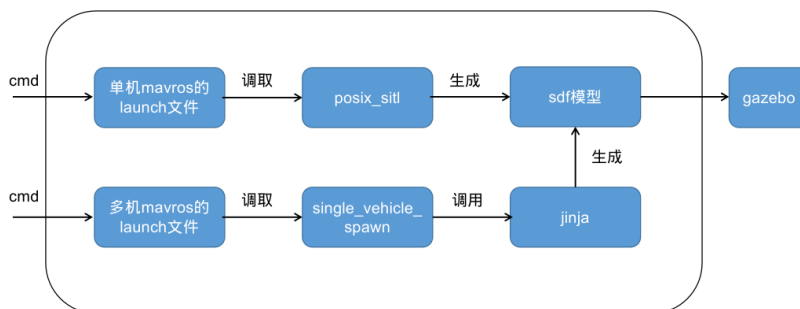 cmd
单机mavros的
launch文件
调取
posix_sitl
生成
sdf模型
gazebo
生成
cmd
多机mavros的
launch文件
调取
single_vehicle_
spawn
调用
jinja